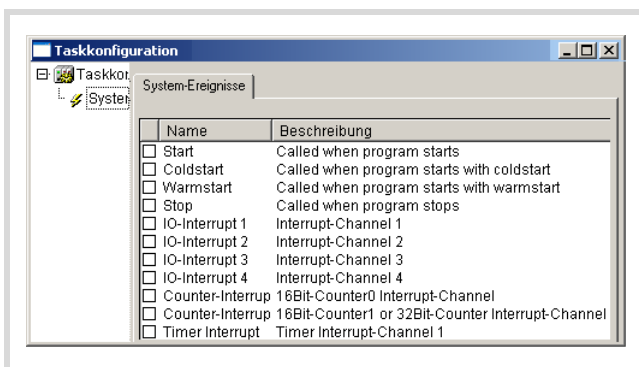 Taskkonfiguration
Taskkor
System-Ereignisse
Syster
Name Beschreibung
Start Called when program starts
Coldstart Called when program starts with coldstart
Warmstart Called when program starts with warmstart
Stop Called when program stops
IO-Interrupt 1 Interrupt-Channel 1
IO-Interrupt 2 Interrupt-Channel 2
IO-Interrupt 3 Interrupt-Channel 3
IO-Interrupt 4 Interrupt-Channel 4
Counter-Interrup 16Bit-Counter0 Interrupt-Channel
Counter-Interrup 16Bit-Counter1 or 32Bit-Counter Interrupt-Channel
Timer Interrupt Timer Interrupt-Channel 1